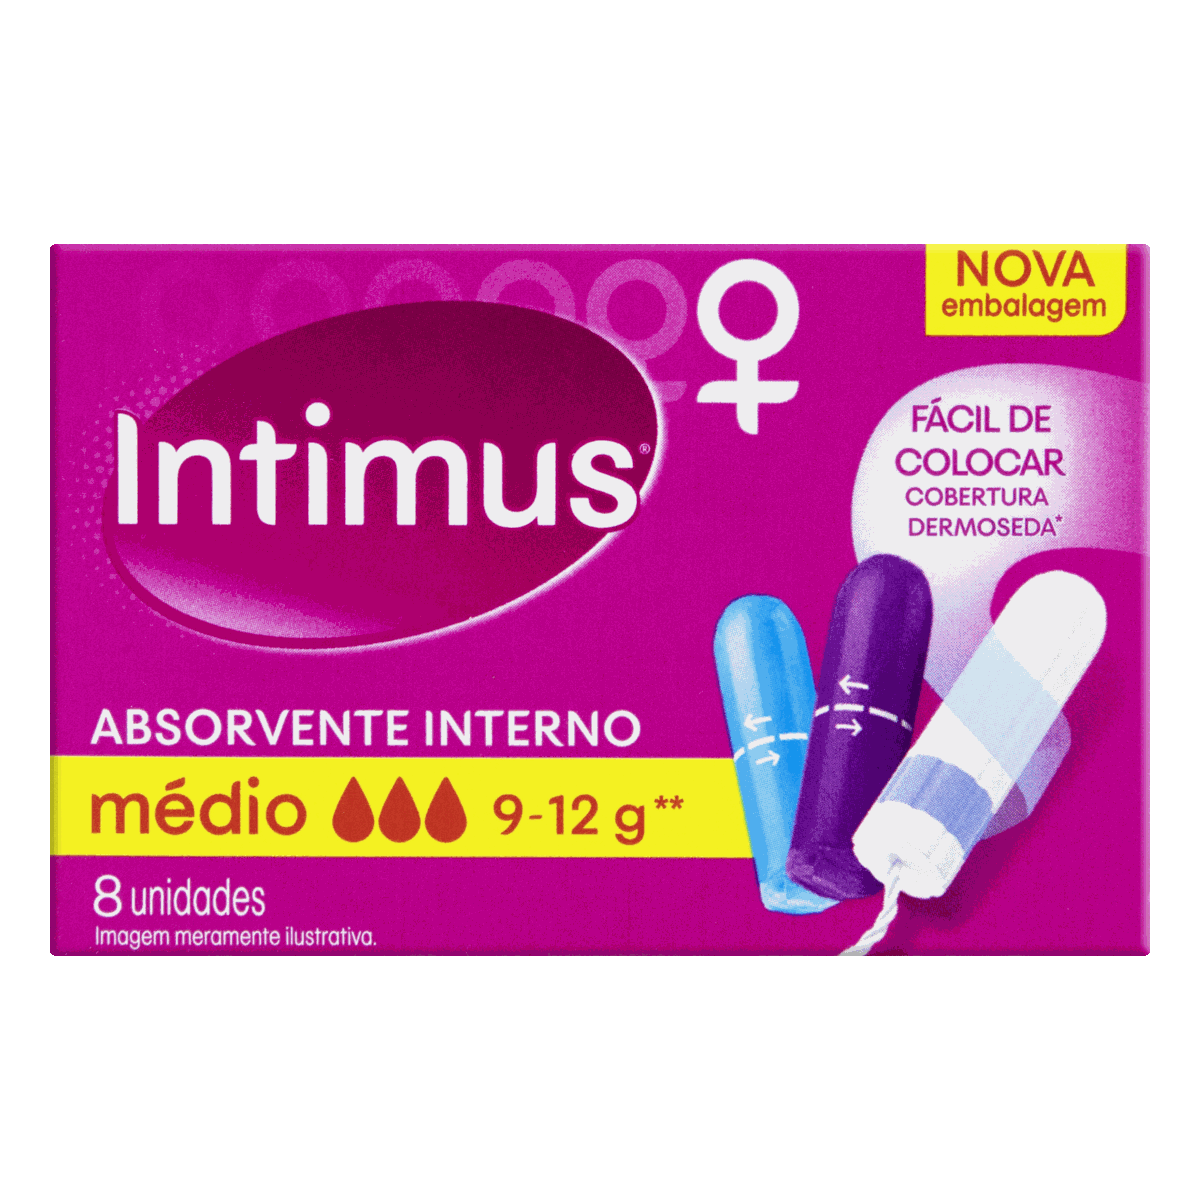 NOVA
embalagem
Intimus®
FÁCIL DE
COLOCAR
COBERTURA
DERMOSEDA*
ABSORVENTE INTERNO
médio 9-12 g**
8 unidades
Imagem meramente ilustrativa.